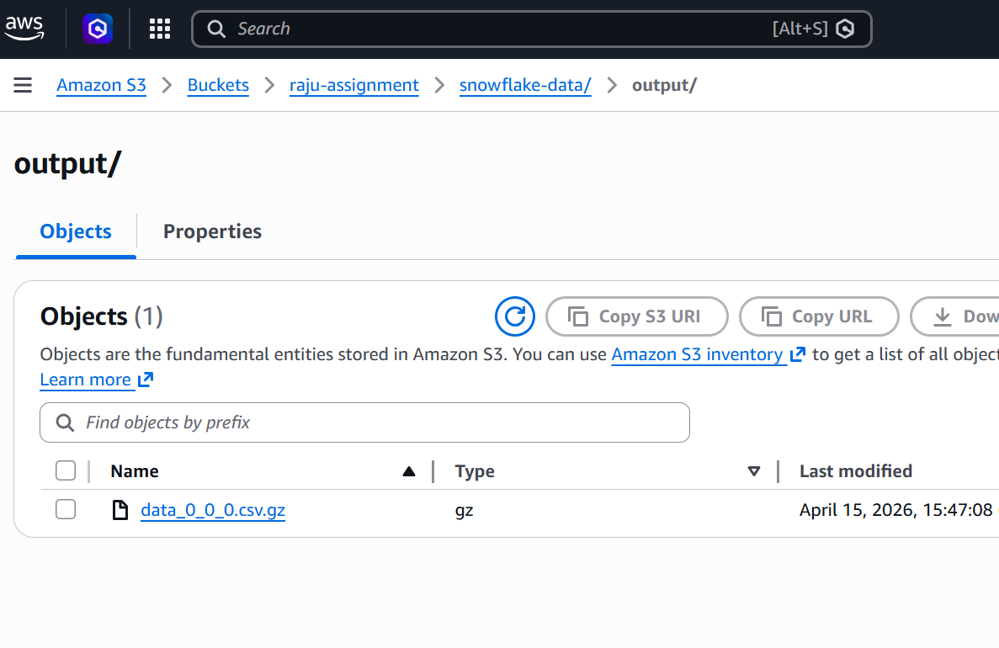 aws
Search [Alt+S]
Amazon S3 Buckets raju-assignment snowflake-data/ output/
output/
Objects Properties
Objects (1) Copy S3 URI Copy URL Dow
Objects are the fundamental entities stored in Amazon S3. You can use Amazon S3 inventory to get a list of all object
Learn more
Find objects by prefix
Name Type Last modified
data_0_0_0.csv.gz gz April 15, 2026, 15:47:08